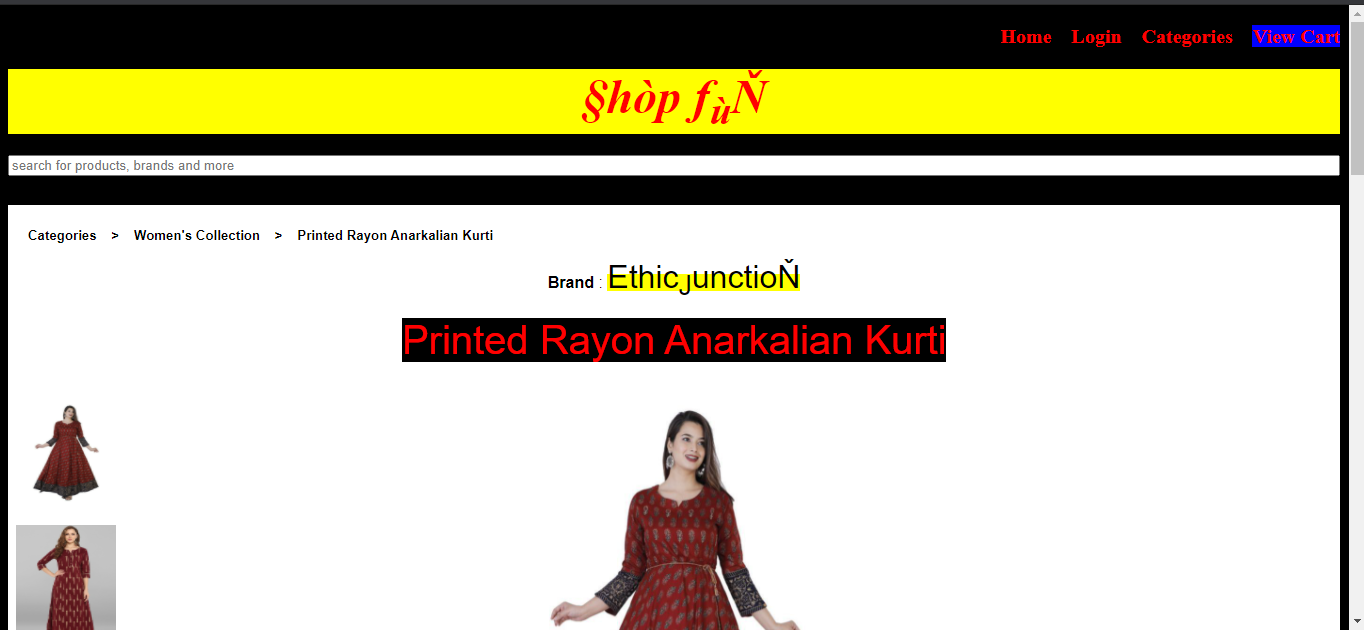 Home Login Categories View Cart
§hòp fùŇ
search for products, brands and more
Categories > Women's Collection > Printed Rayon Anarkalian Kurti
Brand : EthicȷunctioŇ
Printed Rayon Anarkalian Kurti